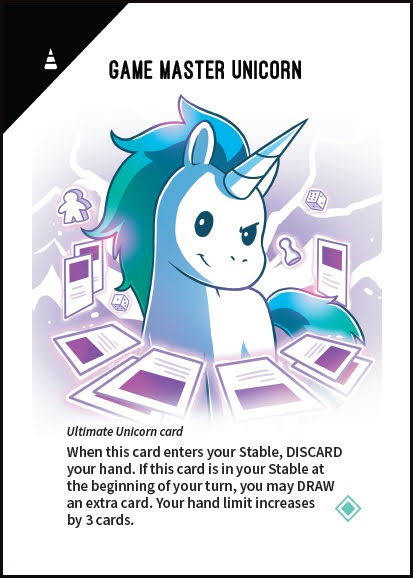 GAME MASTER UNICORN
Ultimate Unicorn card
When this card enters your Stable, DISCARD
your hand. If this card is in your Stable at
the beginning of your turn, you may DRAW
an extra card. Your hand limit increases
by 3 cards.